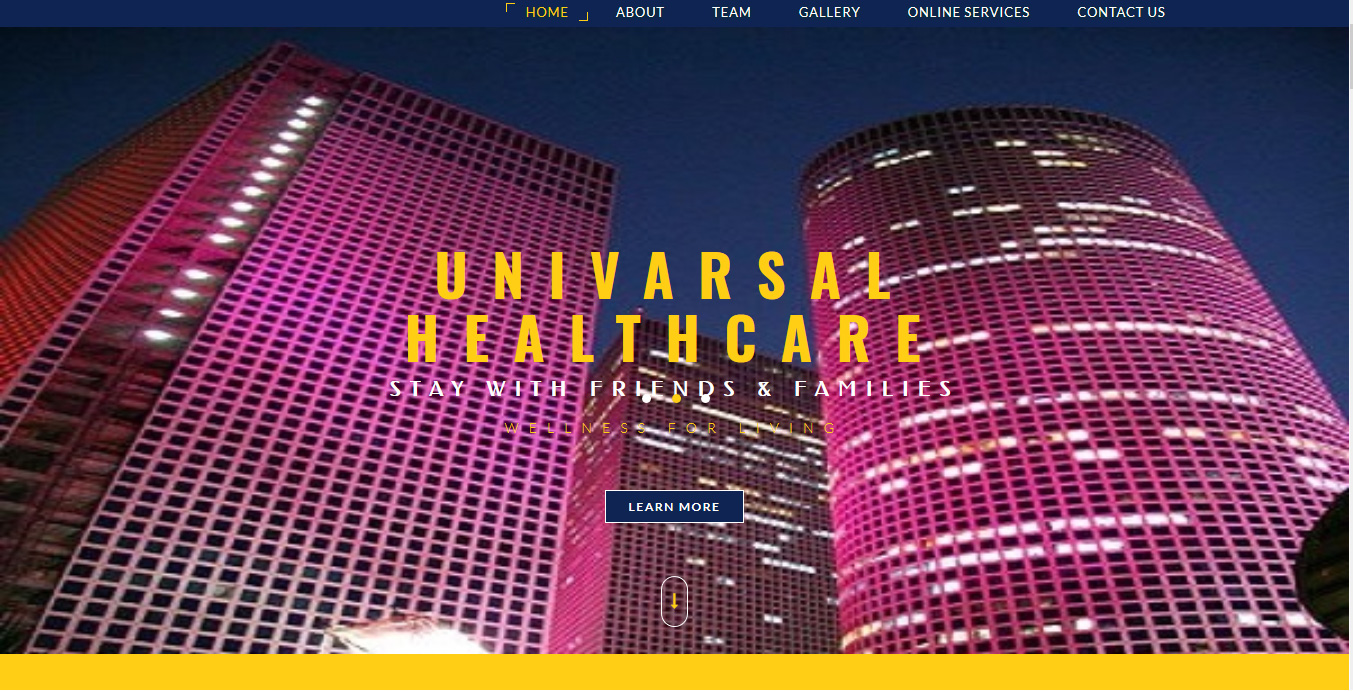 HOME ABOUT TEAM GALLERY ONLINE SERVICES CONTACT US
UNIVARSAL
HEALTHCARE
STAY WITH FRIENDS & FAMILIES
WELLNESS FOR LIVING
LEARN MORE